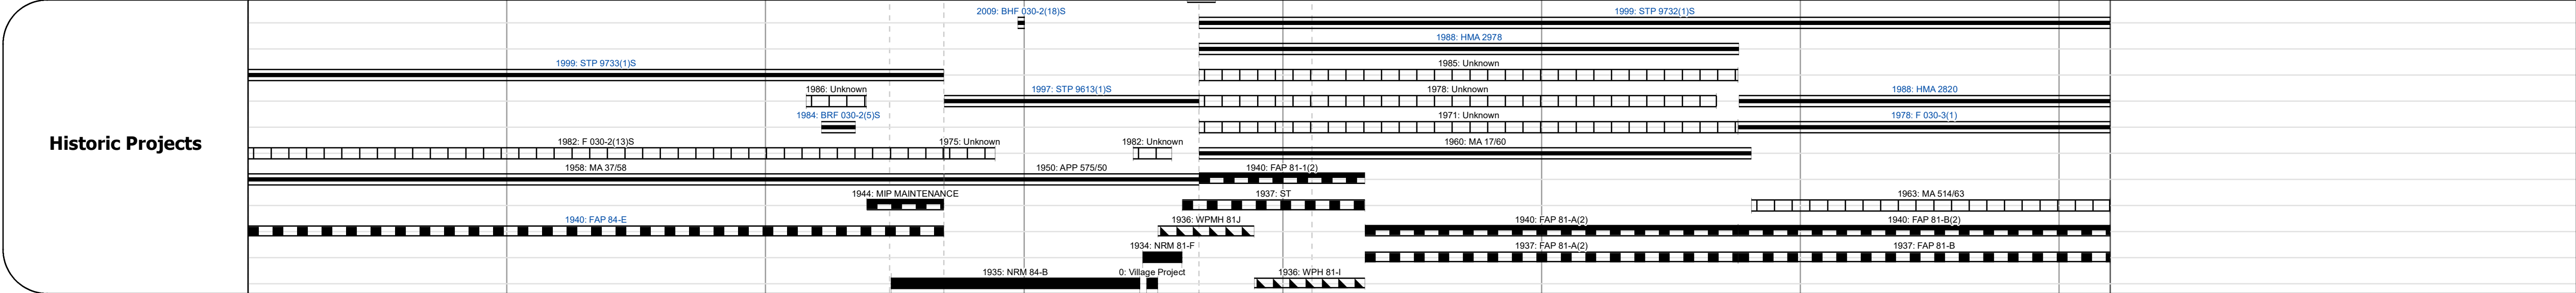 Historic Projects
2009: BHF 030-2(18)S
1999: STP 9732(1)S
1988: HMA 2978
1999: STP 9733(1)S
1985: Unknown
1986: Unknown
1997: STP 9613(1)S
1978: Unknown
1988: HMA 2820
1984: BRF 030-2(5)S
1971: Unknown
1978: F 030-3(1)
1982: F 030-2(13)S
1975: Unknown
1982: Unknown
1960: MA 17/60
1958: MA 37/58
1950: APP 575/50
1940: FAP 81-1(2)
1944: MIP MAINTENANCE
1937: ST
1963: MA 514/63
1940: FAP 84-E
1936: WPMH 81J
1940: FAP 81-A(2)
1940: FAP 81-B(2)
1934: NRM 81-F
1937: FAP 81-A(2)
1937: FAP 81-B
1935: NRM 84-B
0: Village Project
1936: WPH 81-I